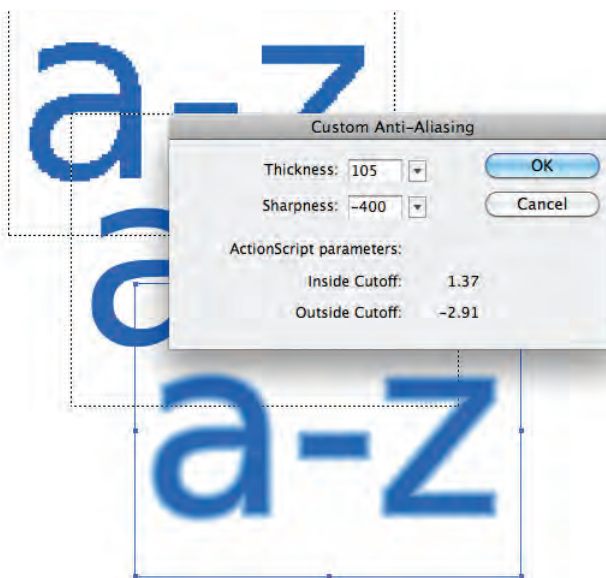 a-z
Custom Anti-Aliasing
Thickness: 105
OK
Sharpness: -400
Cancel
a
ActionScript parameters:
Inside Cutoff: 1.37
Outside Cutoff: -2.91
a-z